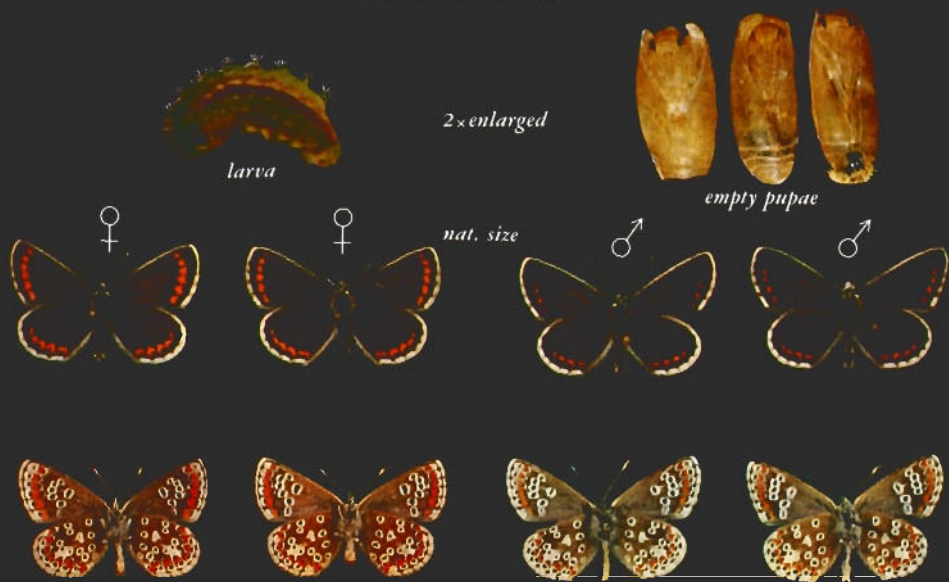 2× enlarged
larva
empty pupae
♀ ♀ nat. size ♂ ♂